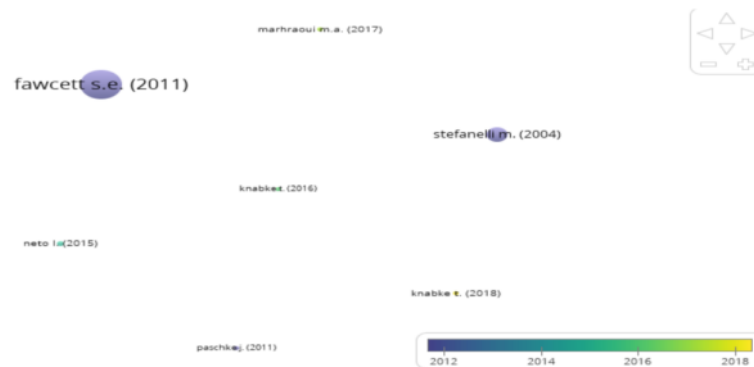 marhraoui m.a. (2017)
fawcett s.e. (2011)
stefanelli m. (2004)
knabke t. (2016)
neto l.a(2015)
knabke t. (2018)
paschke j. (2011)
2012 2014 2016 2018